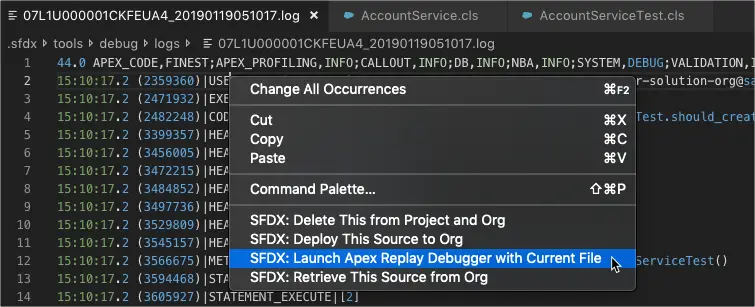 07L1U000001CKFEUA4_20190119051017.log × AccountService.cls AccountServiceTest.cls
.sfdx › tools › debug › logs › 07L1U000001CKFEUA4_20190119051017.log
1 44.0 APEX_CODE,FINEST;APEX_PROFILING,INFO;CALLOUT,INFO;DB,INFO;NBA,INFO;SYSTEM,DEBUG;VALIDATION,I
2 15:10:17.2 (2359360)|USE r-solution-org@sa
3 15:10:17.2 (2471932)|EXE
4 15:10:17.2 (2482248)|COD Test.should_creat
5 15:10:17.2 (3399357)|HEA
6 15:10:17.2 (3456005)|HEA
7 15:10:17.2 (3472215)|HEA
8 15:10:17.2 (3484852)|HEA
9 15:10:17.2 (3497736)|HEA
10 15:10:17.2 (3529809)|HEA
11 15:10:17.2 (3545157)|HEA
12 15:10:17.2 (3566675)|MET ServiceTest()
13 15:10:17.2 (3594468)|STA
14 15:10:17.2 (3605927)|STATEMENT_EXECUTE|[2]
Change All Occurrences ⌘F2
Cut ⌘X
Copy ⌘C
Paste ⌘V
Command Palette... ⇧⌘P
SFDX: Delete This from Project and Org
SFDX: Deploy This Source to Org
SFDX: Launch Apex Replay Debugger with Current File
SFDX: Retrieve This Source from Org